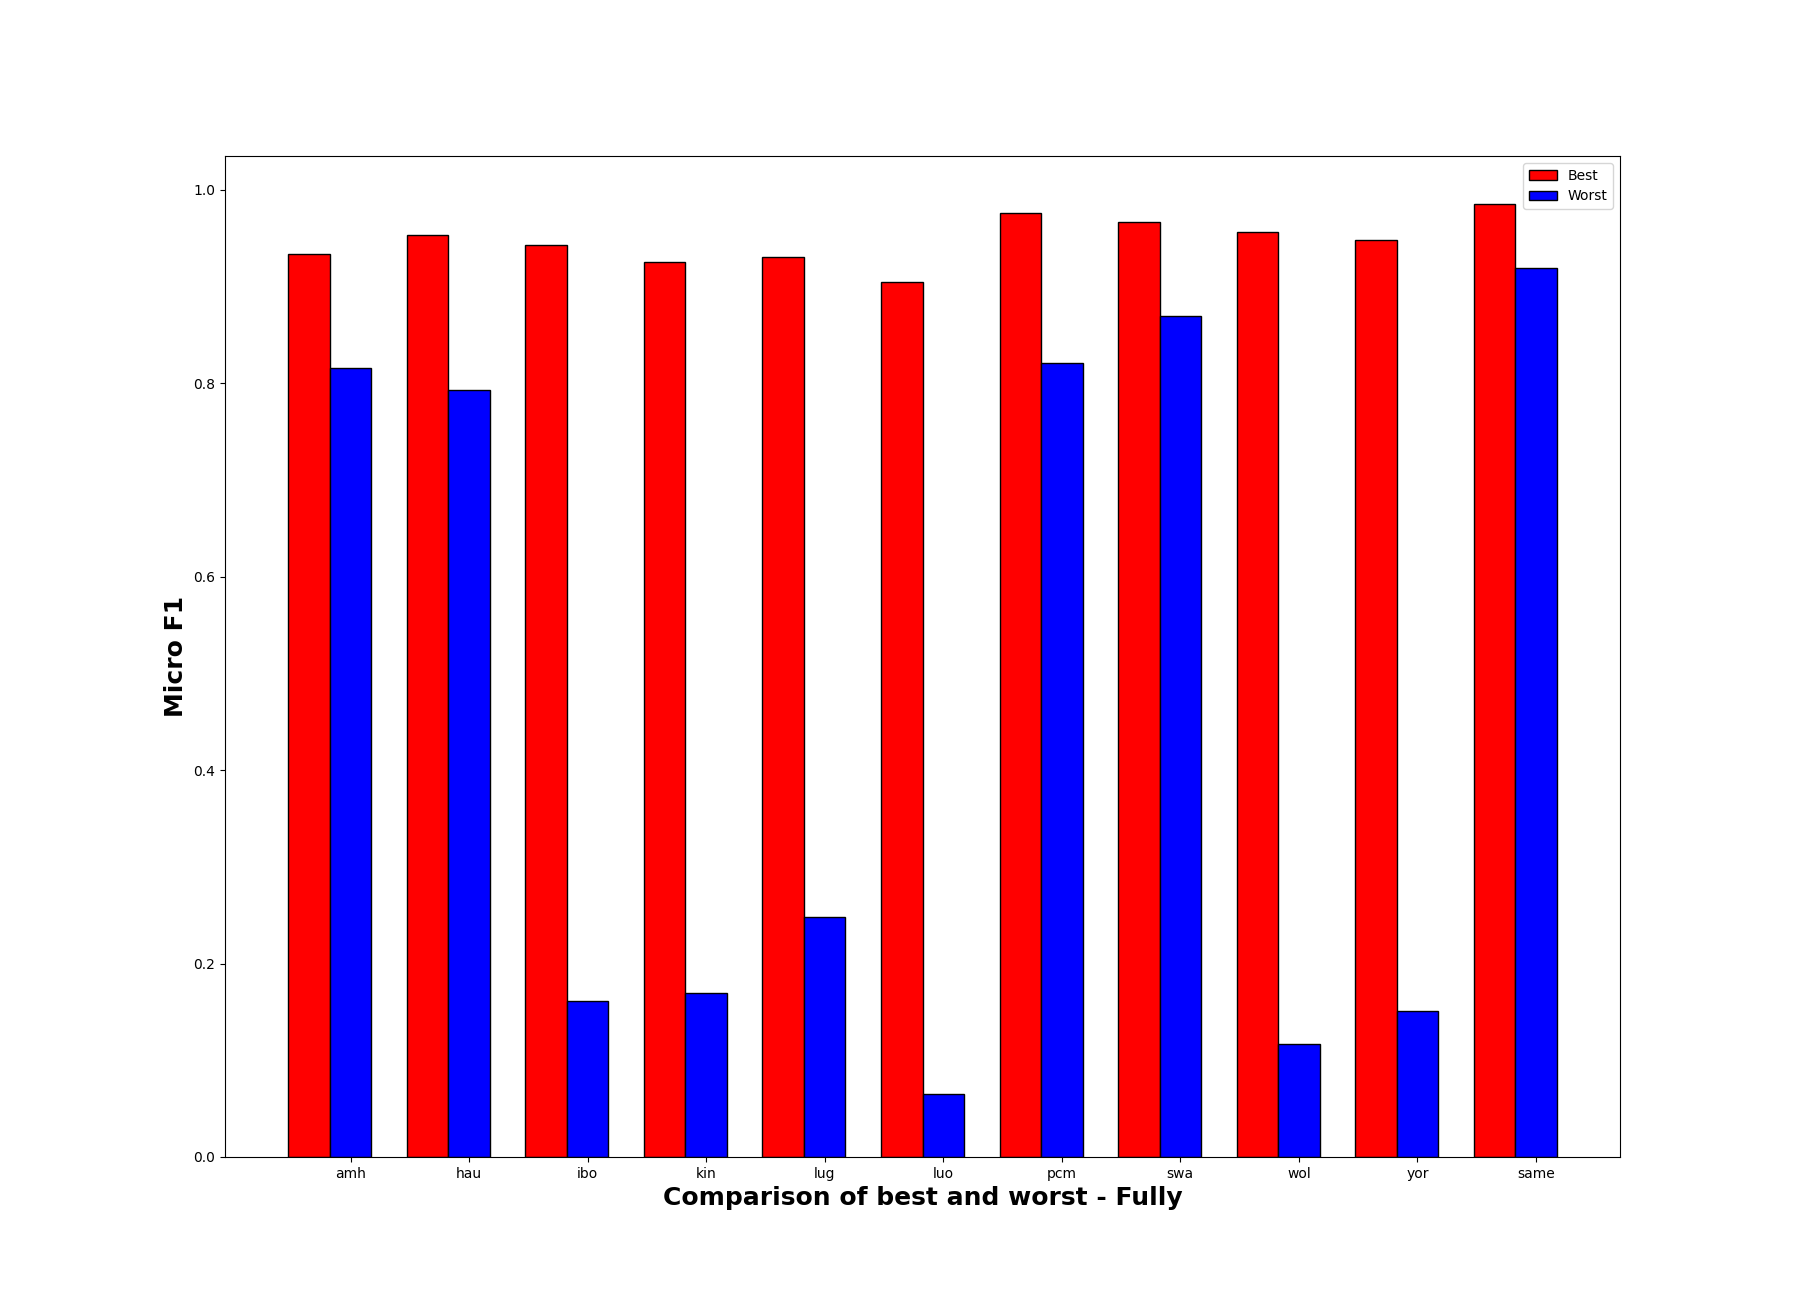 Best
Worst
1.0
0.8
0.6
0.4
0.2
0.0
Micro F1
amh hau ibo kin lug luo pcm swa wol yor same
Comparison of best and worst - Fully